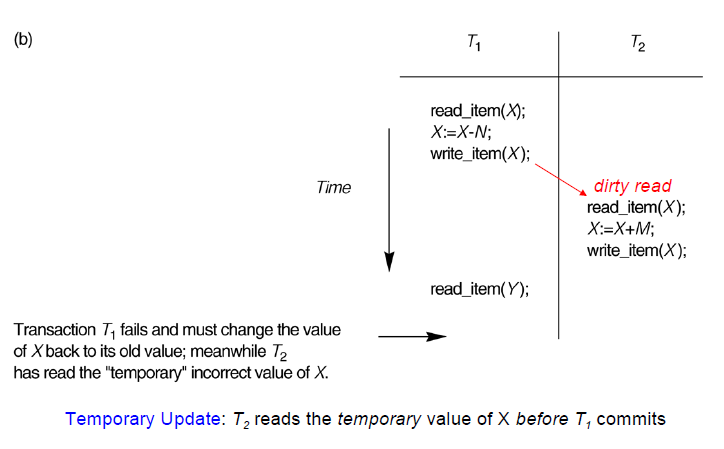 (b)
T1
T2
read_item(X);
X:=X-N;
write_item(X);
Time
dirty read
read_item(X);
X:=X+M;
write_item(X);
read_item(Y);
Transaction T1 fails and must change the value
of X back to its old value; meanwhile T2
has read the "temporary" incorrect value of X.
Temporary Update: T2 reads the temporary value of X before T1 commits